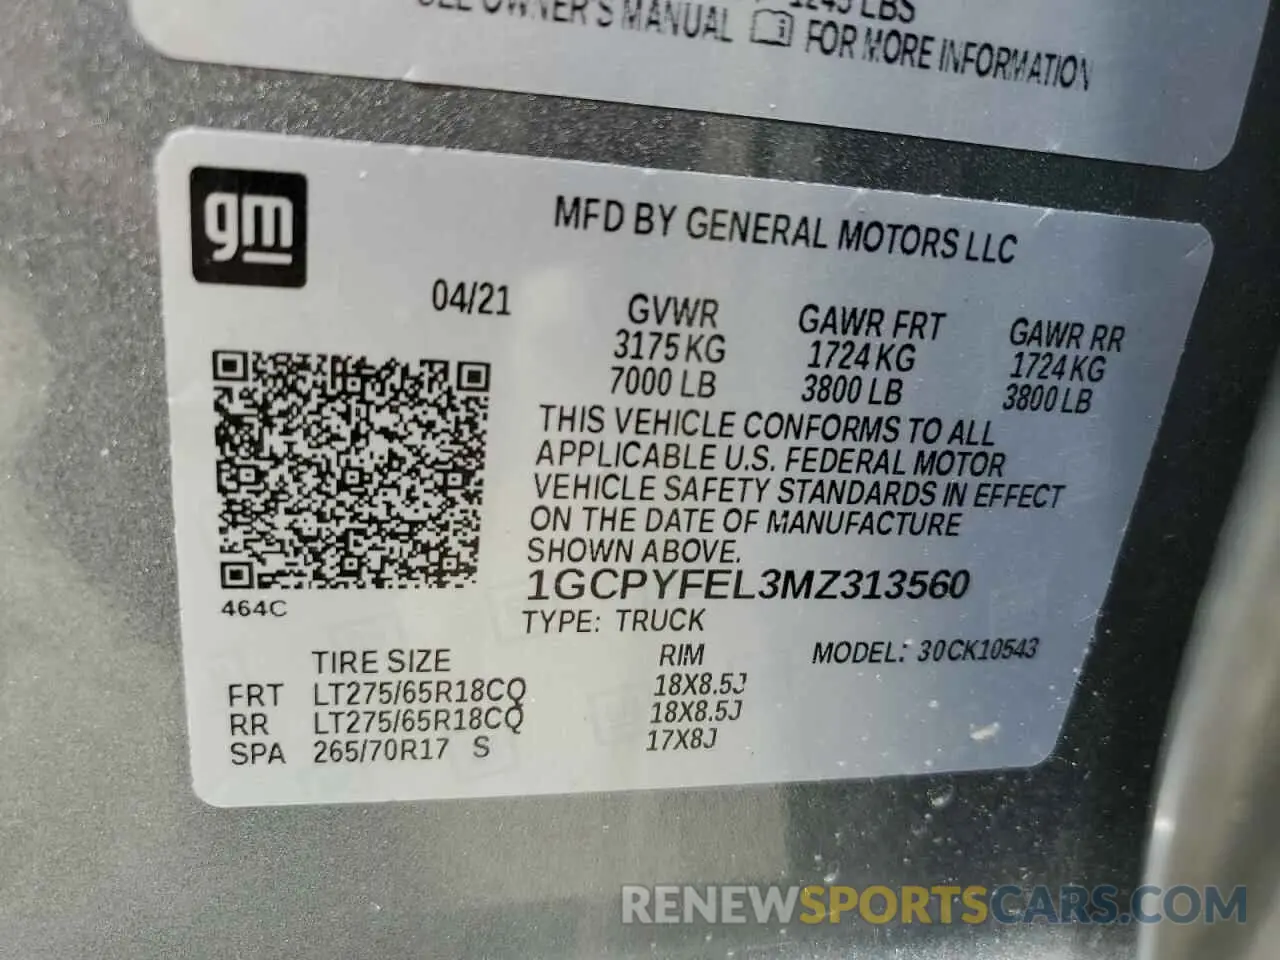 1245 LBS
SEE OWNER'S MANUAL FOR MORE INFORMATION
gm
MFD BY GENERAL MOTORS LLC
04/21
GVWR GAWR FRT GAWR RR
3175 KG 1724 KG 1724 KG
7000 LB 3800 LB 3800 LB
THIS VEHICLE CONFORMS TO ALL
APPLICABLE U.S. FEDERAL MOTOR
VEHICLE SAFETY STANDARDS IN EFFECT
ON THE DATE OF MANUFACTURE
SHOWN ABOVE.
1GCPYFEL3MZ313560
464C
TYPE: TRUCK
TIRE SIZE RIM MODEL: 30CK10543
FRT LT275/65R18CQ 18X8.5J
RR LT275/65R18CQ 18X8.5J
SPA 265/70R17 S 17X8J
RENEWSPORTSCARS.COM